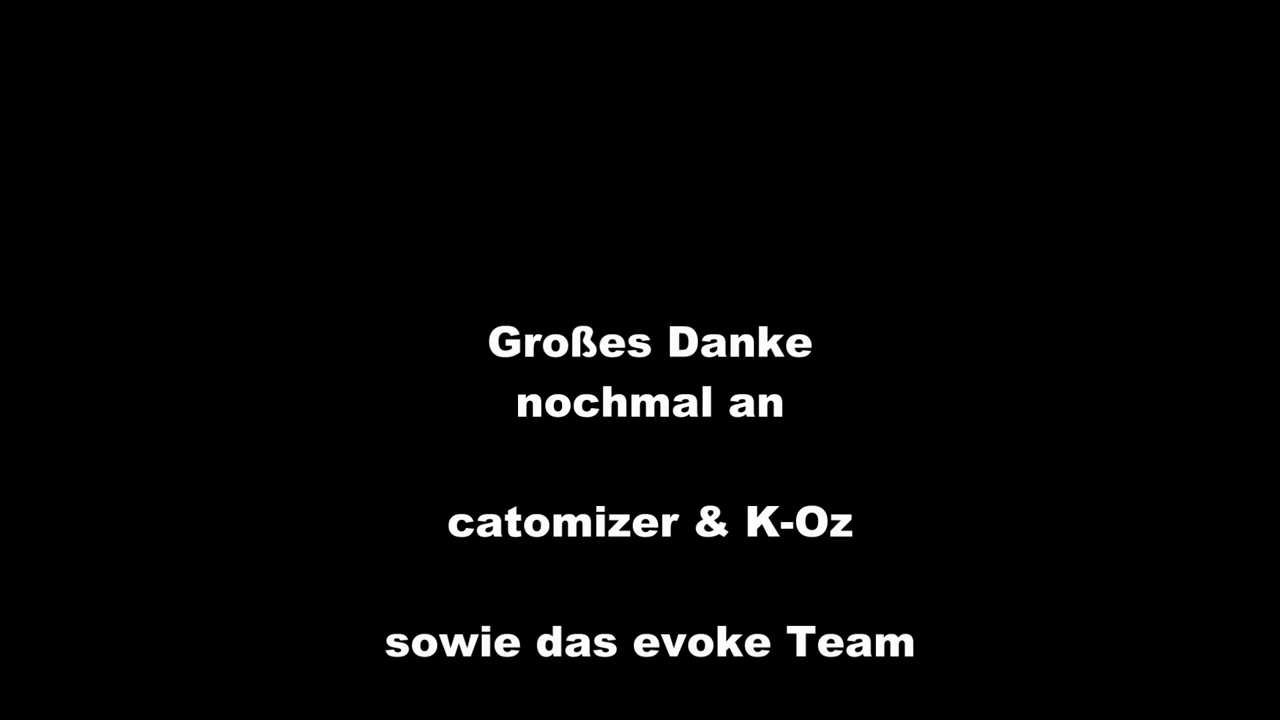 Großes Danke
nochmal an
catomizer & K-Oz
sowie das evoke Team